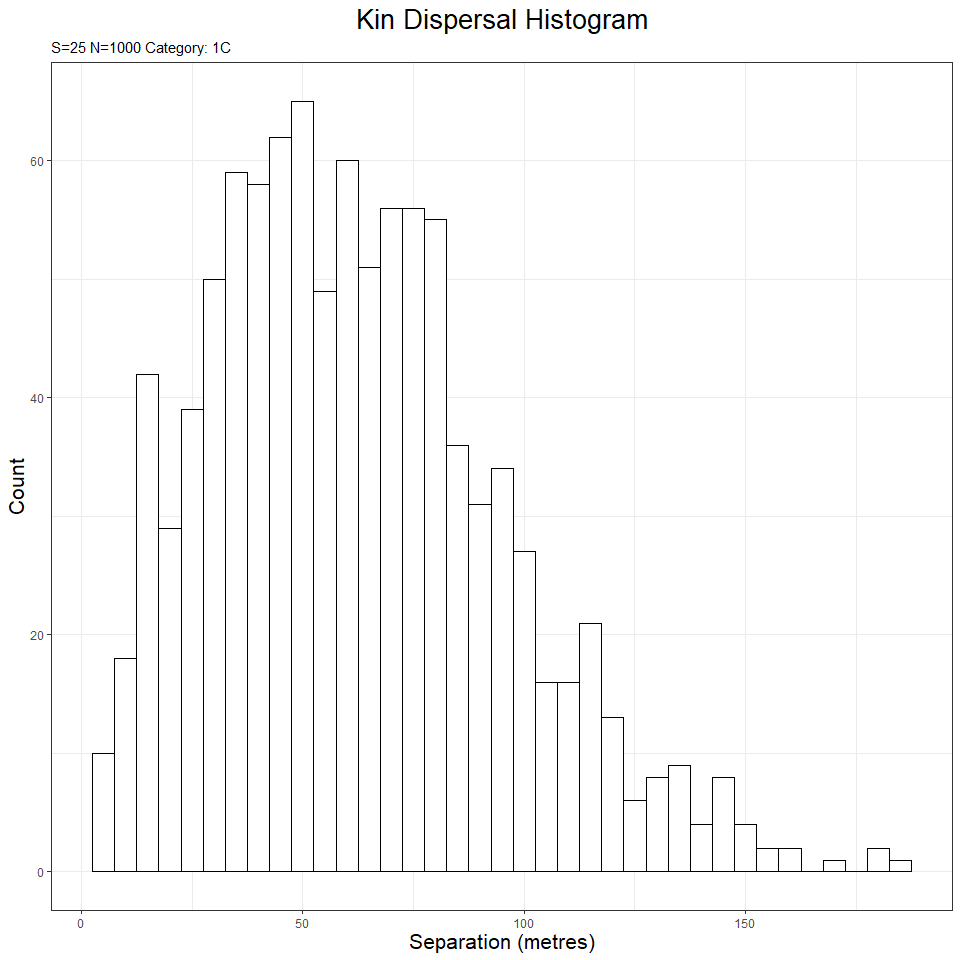 Kin Dispersal Histogram
S=25 N=1000 Category: 1C
Count
60
40
20
0
0 50 100 150
Separation (metres)